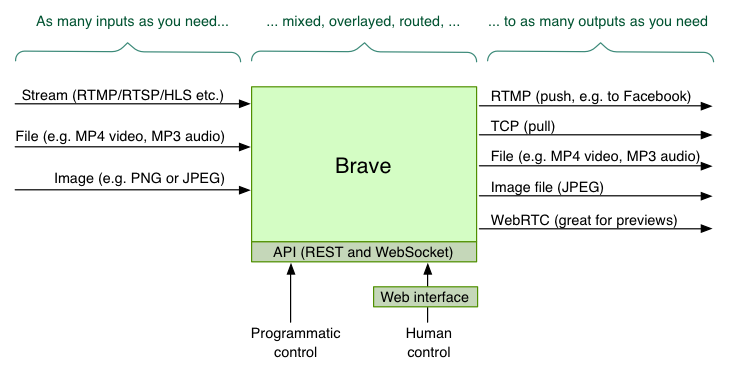 As many inputs as you need...
... mixed, overlayed, routed, ...
... to as many outputs as you need
Stream (RTMP/RTSP/HLS etc.)
File (e.g. MP4 video, MP3 audio)
Image (e.g. PNG or JPEG)
Brave
API (REST and WebSocket)
RTMP (push, e.g. to Facebook)
TCP (pull)
File (e.g. MP4 video, MP3 audio)
Image file (JPEG)
WebRTC (great for previews)
Web interface
Programmatic
control
Human
control